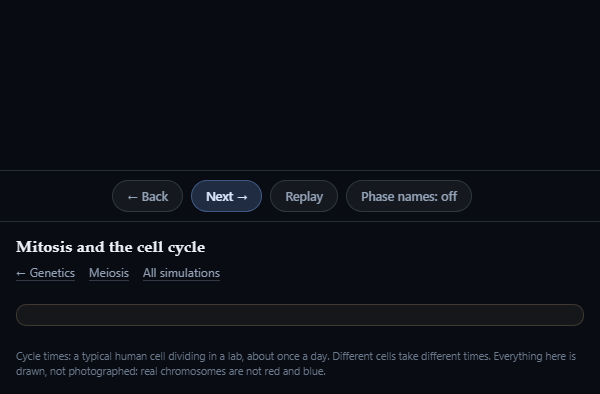 ← Back Next → Replay Phase names: off
Mitosis and the cell cycle
← Genetics Meiosis All simulations
Cycle times: a typical human cell dividing in a lab, about once a day. Different cells take different times. Everything here is
drawn, not photographed: real chromosomes are not red and blue.